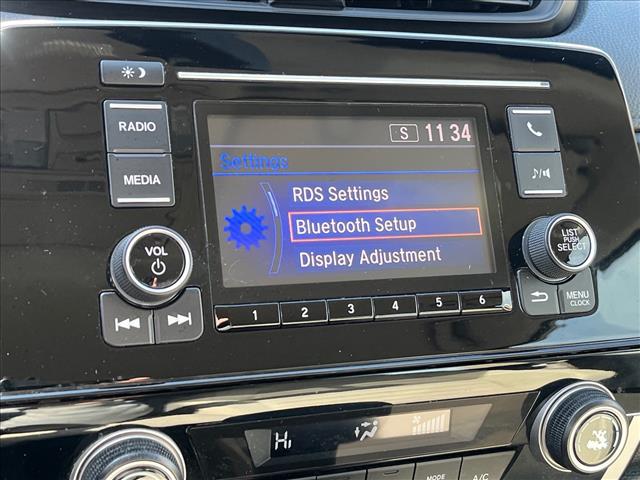 RADIO
MEDIA
VOL
S 11 34
Settings
RDS Settings
Bluetooth Setup
Display Adjustment
1 2 3 4 5 6
LIST
PUSH
SELECT
MENU
CLOCK
Hi
MODE
A/C